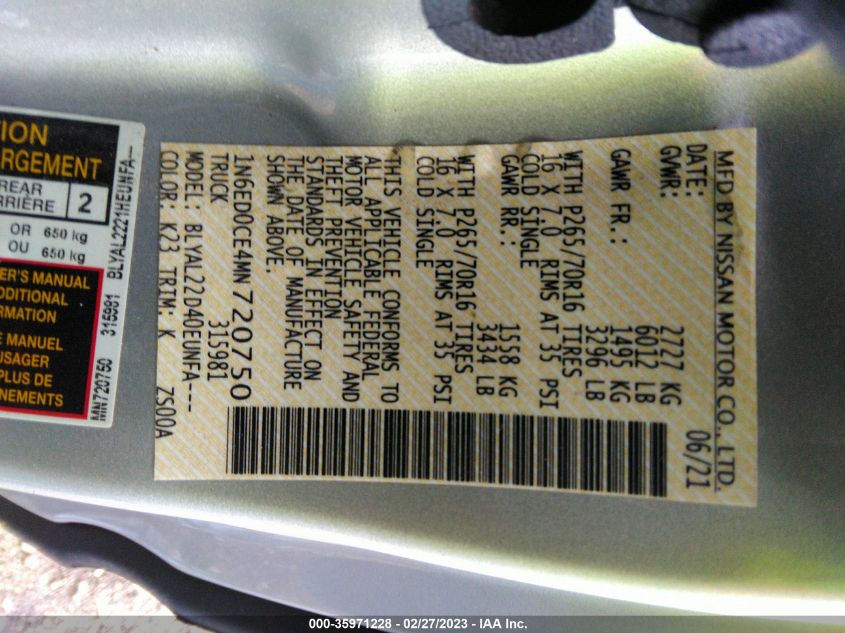 MFD BY NISSAN MOTOR CO., LTD.
DATE: 06/21
GVWR: 2727 KG
6012 LB
GAWR FR.: 1495 KG
3296 LB
WITH P265/70R16 TIRES
16 X 7.0 RIMS AT 35 PSI
COLD SINGLE
GAWR RR.: 1558 KG
3434 LB
WITH P265/70R16 TIRES
16 X 7.0 RIMS AT 35 PSI
COLD SINGLE
THIS VEHICLE CONFORMS TO
ALL APPLICABLE FEDERAL
MOTOR VEHICLE SAFETY AND
THEFT PREVENTION
STANDARDS IN EFFECT ON
THE DATE OF MANUFACTURE
SHOWN ABOVE.
1N6ED0CE4MN720750
TRUCK 315981
MODEL: BLYAL22D40EUNFA---
COLOR: K23 TRIM: K ZS00A
TION
RGEMENT
REAR
RRIÈRE
2
OR 650 kg
OU 650 kg
ER'S MANUAL
ADDITIONAL
RMATION
E MANUEL
USAGER
PLUS DE
NEMENTS
MN720750 315981 BLYAL2221HEUNFA---
000-35971228 - 02/27/2023 - IAA Inc.